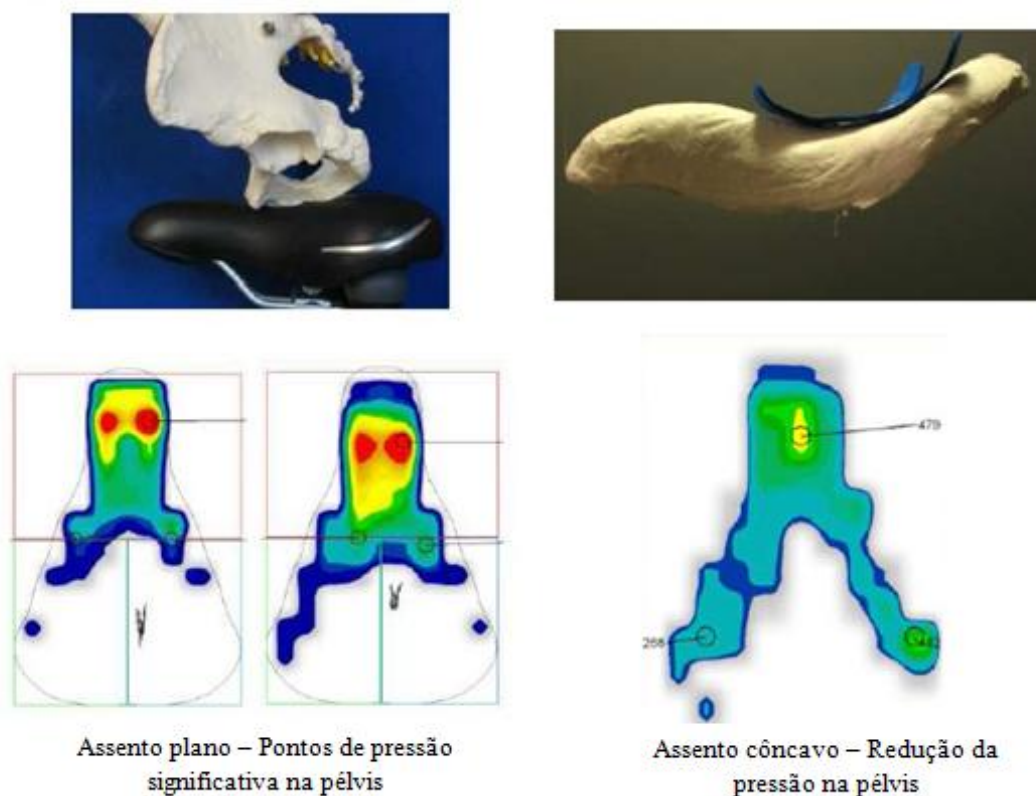 479
268
Assento plano – Pontos de pressão
significativa na pélvis
Assento côncavo – Redução da
pressão na pélvis